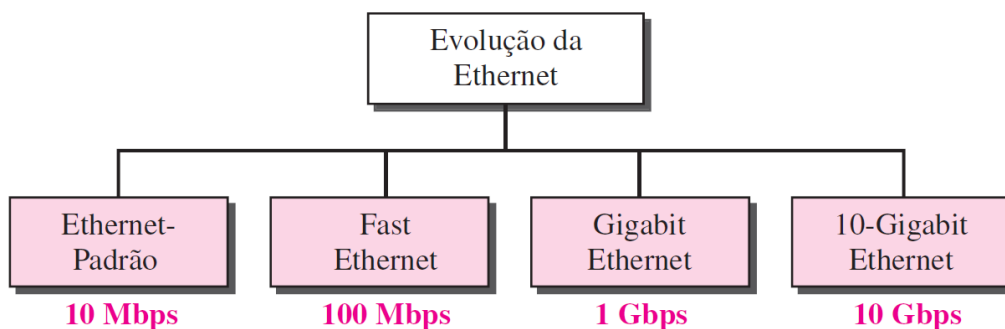 Evolução da
Ethernet
Ethernet-
Padrão
10 Mbps
Fast
Ethernet
100 Mbps
Gigabit
Ethernet
1 Gbps
10-Gigabit
Ethernet
10 Gbps